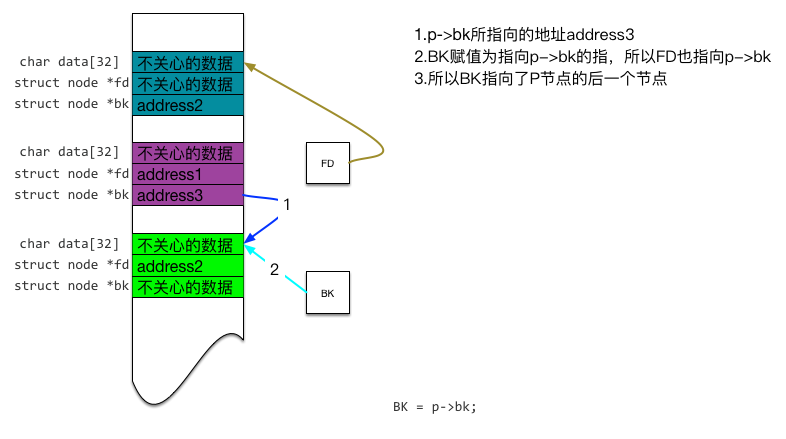 1.p->bk所指向的地址address3
2.BK赋值为指向p->bk的指，所以FD也指向p->bk
3.所以BK指向了P节点的后一个节点
char data[32] 不关心的数据
struct node *fd 不关心的数据
struct node *bk address2
char data[32] 不关心的数据
struct node *fd address1
struct node *bk address3
FD
1
char data[32] 不关心的数据
struct node *fd address2
struct node *bk 不关心的数据
2
BK
BK = p->bk;